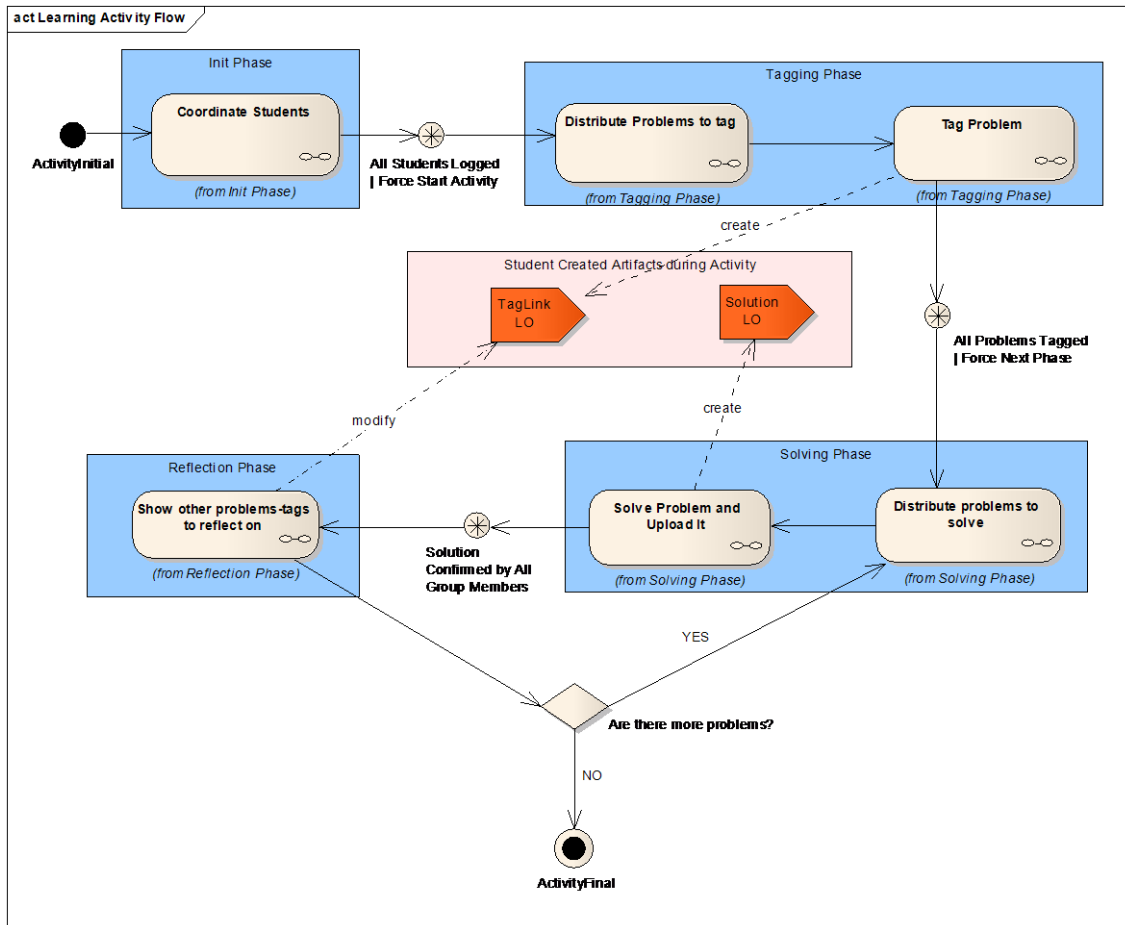 act Learning Activity Flow
Init Phase
Coordinate Students
(from Init Phase)
ActivityInitial
All Students Logged
| Force Start Activity
Tagging Phase
Distribute Problems to tag
(from Tagging Phase)
Tag Problem
(from Tagging Phase)
create
Student Created Artifacts during Activity
TagLink
LO
Solution
LO
All Problems Tagged
| Force Next Phase
modify
create
Reflection Phase
Show other problems-tags
to reflect on
(from Reflection Phase)
Solution
Confirmed by All
Group Members
Solving Phase
Solve Problem and
Upload It
(from Solving Phase)
Distribute problems to
solve
(from Solving Phase)
YES
Are there more problems?
NO
ActivityFinal